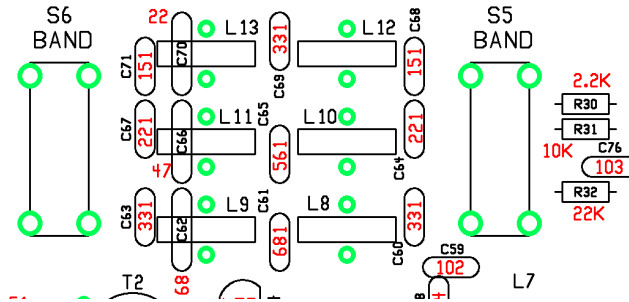 S6
BAND
22
L13
331
L12
C68
S5
BAND
C71
151
C70
C69
151
2.2K
R30
R31
10K
C76
103
R32
22K
C67
221
C66
L11
C65
561
L10
C64
221
47
C63
331
C62
L9
C61
681
L8
C60
331
68
C59
102
L7
T2